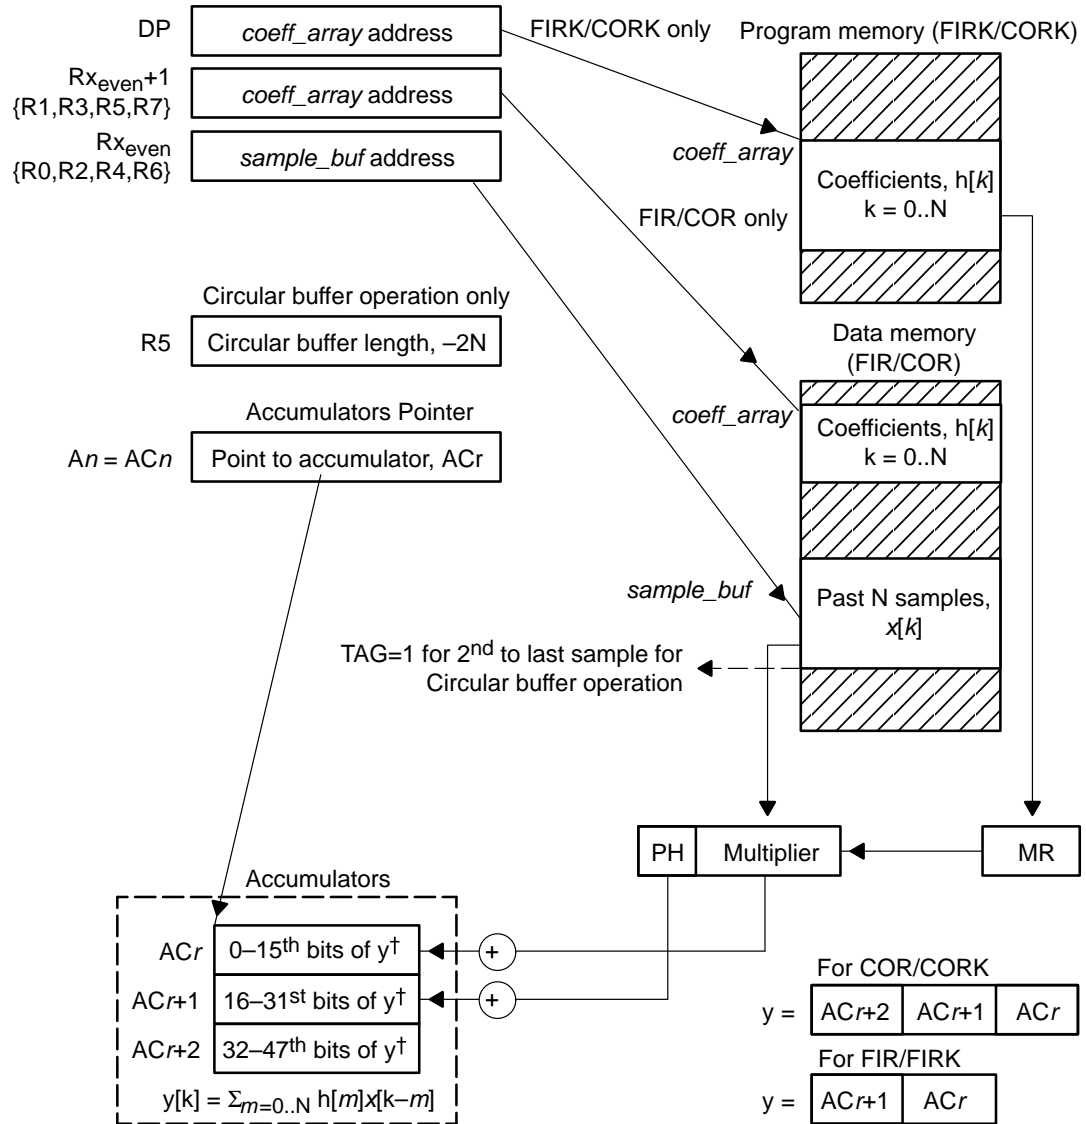 DP
coeff_array address
FIRK/CORK only
Program memory (FIRK/CORK)
Rxeven+1
{R1,R3,R5,R7}
coeff_array address
Rxeven
{R0,R2,R4,R6}
sample_buf address
coeff_array
Coefficients, h[k]
k = 0..N
FIR/COR only
Circular buffer operation only
R5
Circular buffer length, –2N
Data memory
(FIR/COR)
Accumulators Pointer
coeff_array
Coefficients, h[k]
k = 0..N
An = ACn
Point to accumulator, ACr
sample_buf
Past N samples,
x[k]
TAG=1 for 2nd to last sample for
Circular buffer operation
PH
Multiplier
MR
Accumulators
ACr
0–15th bits of y†
+
ACr+1
16–31st bits of y†
+
ACr+2
32–47th bits of y†
y[k] = Σm=0..N h[m]x[k–m]
For COR/CORK
y =
ACr+2
ACr+1
ACr
For FIR/FIRK
y =
ACr+1
ACr